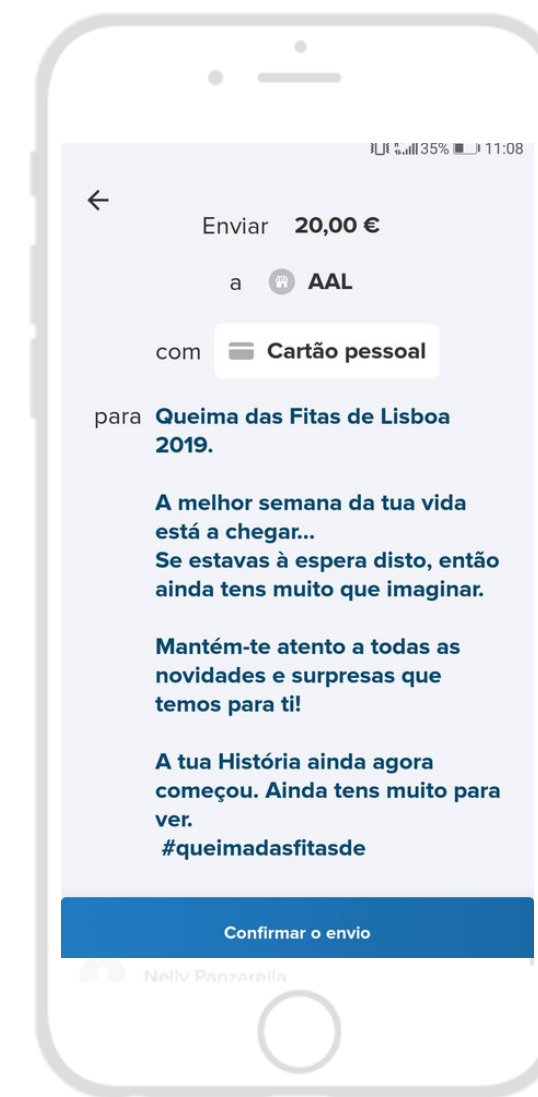 35% 11:08
Enviar 20,00 €
a AAL
com Cartão pessoal
para Queima das Fitas de Lisboa
2019.
A melhor semana da tua vida
está a chegar...
Se estavas à espera disto, então
ainda tens muito que imaginar.
Mantém-te atento a todas as
novidades e surpresas que
temos para ti!
A tua História ainda agora
começou. Ainda tens muito para
ver.
#queimadasfitasde
Confirmar o envio
Nelly Panzarella